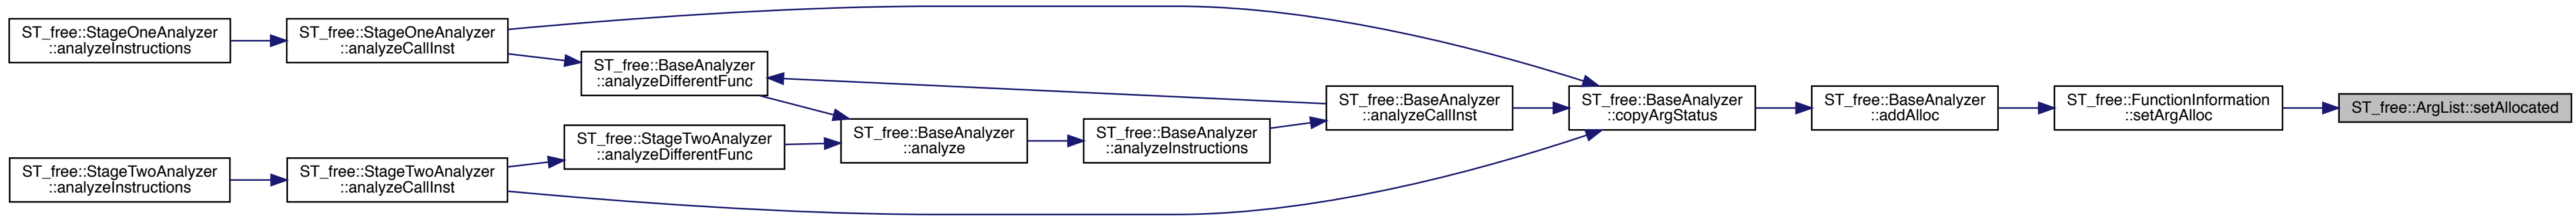 ST_free::StageOneAnalyzer
::analyzeInstructions
ST_free::StageOneAnalyzer
::analyzeCallInst
ST_free::BaseAnalyzer
::analyzeDifferentFunc
ST_free::StageTwoAnalyzer
::analyzeInstructions
ST_free::StageTwoAnalyzer
::analyzeCallInst
ST_free::StageTwoAnalyzer
::analyzeDifferentFunc
ST_free::BaseAnalyzer
::analyze
ST_free::BaseAnalyzer
::analyzeInstructions
ST_free::BaseAnalyzer
::analyzeCallInst
ST_free::BaseAnalyzer
::copyArgStatus
ST_free::BaseAnalyzer
::addAlloc
ST_free::FunctionInformation
::setArgAlloc
ST_free::ArgList::setAllocated